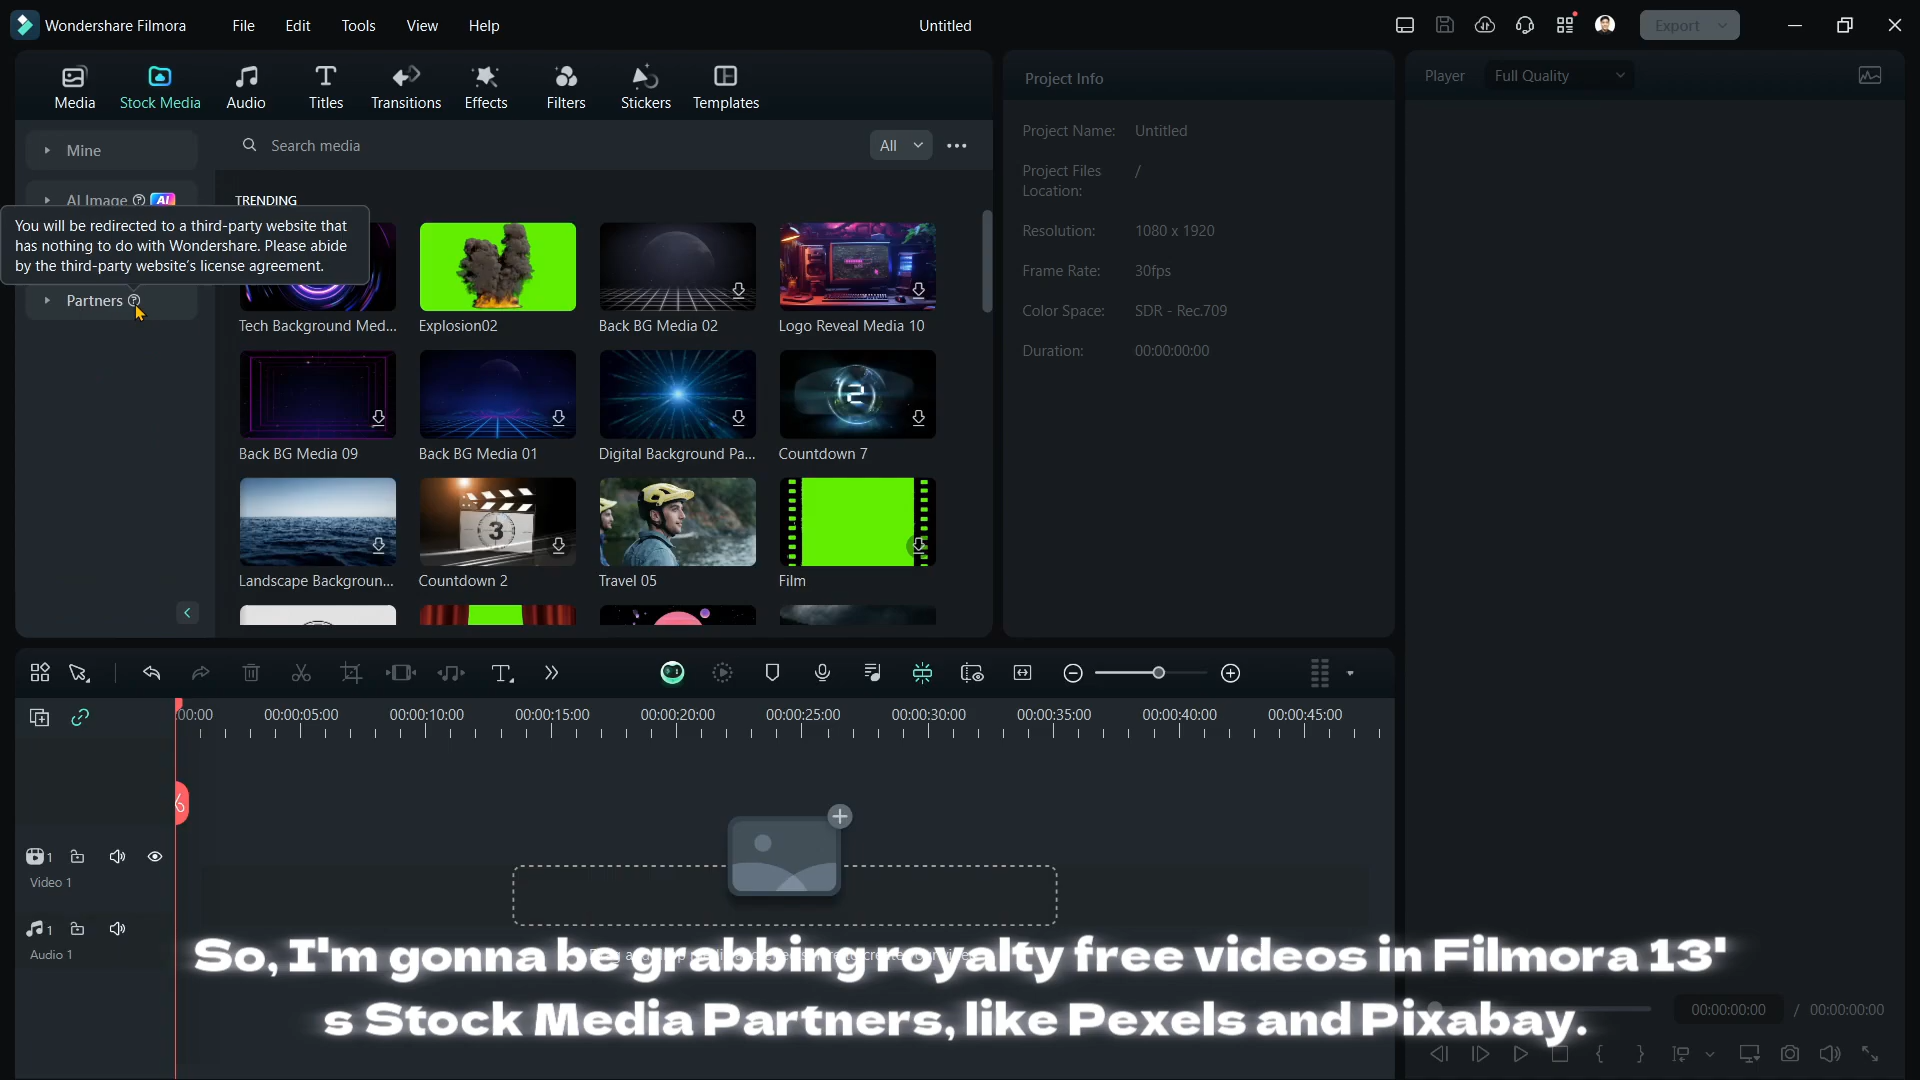 Wondershare Filmora
File
Edit
Tools
View
Help
Untitled
Export
Media
Stock Media
Audio
Titles
Transitions
Effects
Filters
Stickers
Templates
Mine
AI Image
AI
Search media
All
TRENDING
You will be redirected to a third-party website that
has nothing to do with Wondershare. Please abide
by the third-party website's license agreement.
Partners
Tech Background Med...
Explosion02
Back BG Media 02
Logo Reveal Media 10
Back BG Media 09
Back BG Media 01
Digital Background Pa...
2
Countdown 7
Landscape Backgroun...
3
Countdown 2
Travel 05
Film
Project Info
Project Name: Untitled
Project Files
Location: /
Resolution: 1080 x 1920
Frame Rate: 30fps
Color Space: SDR - Rec.709
Duration: 00:00:00:00
Player
Full Quality
:00:00
00:00:05:00
00:00:10:00
00:00:15:00
00:00:20:00
00:00:25:00
00:00:30:00
00:00:35:00
00:00:40:00
00:00:45:00
1
Video 1
1
Audio 1
So, I'm gonna be grabbing royalty free videos in Filmora 13'
s Stock Media Partners, like Pexels and Pixabay.
00:00:00:00 / 00:00:00:00